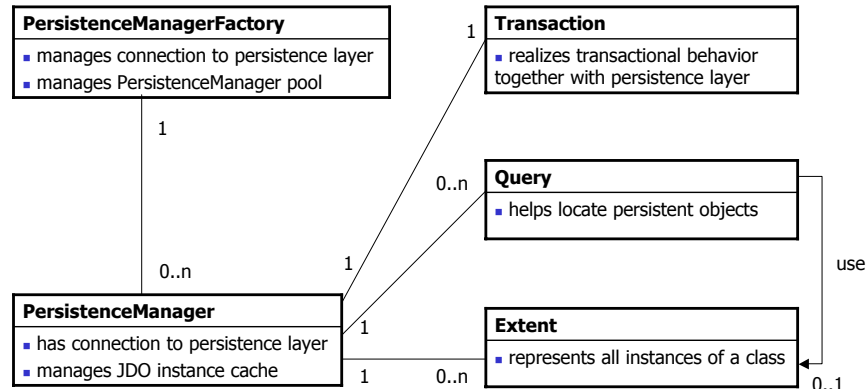 PersistenceManagerFactory
▪ manages connection to persistence layer
▪ manages PersistenceManager pool
1
0..n
PersistenceManager
▪ has connection to persistence layer
▪ manages JDO instance cache
1
Transaction
▪ realizes transactional behavior
together with persistence layer
1
0..n
Query
▪ helps locate persistent objects
1
use
Extent
▪ represents all instances of a class
1
0..n
0..1